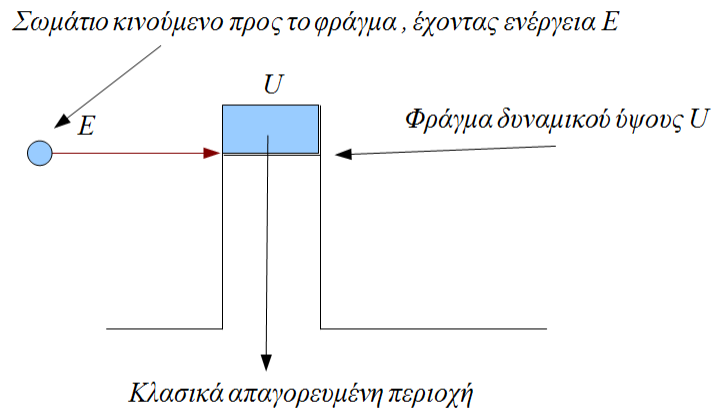 Σωμάτιο κινούμενο προς το φράγμα , έχοντας ενέργεια E
U
E
Φράγμα δυναμικού ύψους U
Κλασικά απαγορευμένη περιοχή